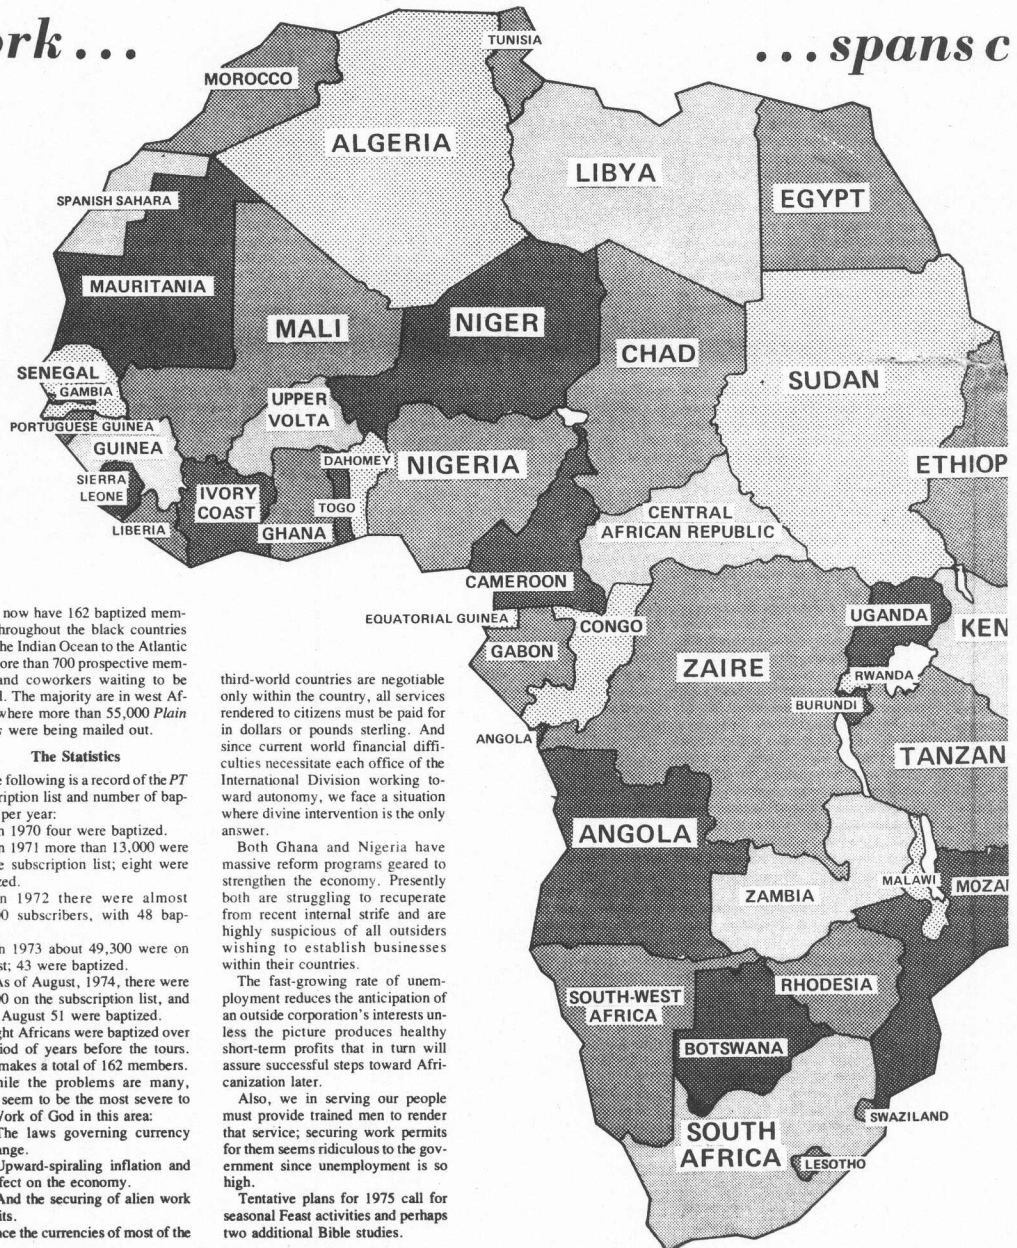 ork...
...spans c
TUNISIA
MOROCCO
ALGERIA
LIBYA
EGYPT
SPANISH SAHARA
MAURITANIA
MALI
NIGER
CHAD
SUDAN
SENEGAL
GAMBIA
UPPER
VOLTA
PORTUGUESE GUINEA
GUINEA
DAHOMEY
NIGERIA
ETHIOP
SIERRA
LEONE
IVORY
COAST
TOGO
LIBERIA
GHANA
CENTRAL
AFRICAN REPUBLIC
CAMEROON
EQUATORIAL GUINEA
CONGO
UGANDA
KEN
GABON
ZAIRE
RWANDA
BURUNDI
ANGOLA
TANZAN
ANGOLA
ZAMBIA
MALAWI
MOZA
SOUTH-WEST
AFRICA
RHODESIA
BOTSWANA
SWAZILAND
SOUTH
AFRICA
LESOTHO
now have 162 baptized mem-
hroughout the black countries
he Indian Ocean to the Atlantic
ore than 700 prospective mem-
and coworkers waiting to be
l. The majority are in west Af-
where more than 55,000 Plain
s were being mailed out.
The Statistics
e following is a record of the PT
ription list and number of bap-
per year:
n 1970 four were baptized.
n 1971 more than 13,000 were
e subscription list; eight were
zed.
n 1972 there were almost
00 subscribers, with 48 bap-
n 1973 about 49,300 were on
st; 43 were baptized.
As of August, 1974, there were
00 on the subscription list, and
August 51 were baptized.
ght Africans were baptized over
iod of years before the tours.
makes a total of 162 members.
hile the problems are many,
seem to be the most severe to
Work of God in this area:
The laws governing currency
ange.
Upward-spiraling inflation and
fect on the economy.
And the securing of alien work
its.
nce the currencies of most of the
third-world countries are negotiable
only within the country, all services
rendered to citizens must be paid for
in dollars or pounds sterling. And
since current world financial diffi-
culties necessitate each office of the
International Division working to-
ward autonomy, we face a situation
where divine intervention is the only
answer.
Both Ghana and Nigeria have
massive reform programs geared to
strengthen the economy. Presently
both are struggling to recuperate
from recent internal strife and are
highly suspicious of all outsiders
wishing to establish businesses
within their countries.
The fast-growing rate of unem-
ployment reduces the anticipation of
an outside corporation's interests un-
less the picture produces healthy
short-term profits that in turn will
assure successful steps toward Afri-
canization later.
Also, we in serving our people
must provide trained men to render
that service; securing work permits
for them seems ridiculous to the gov-
ernment since unemployment is so
high.
Tentative plans for 1975 call for
seasonal Feast activities and perhaps
two additional Bible studies.